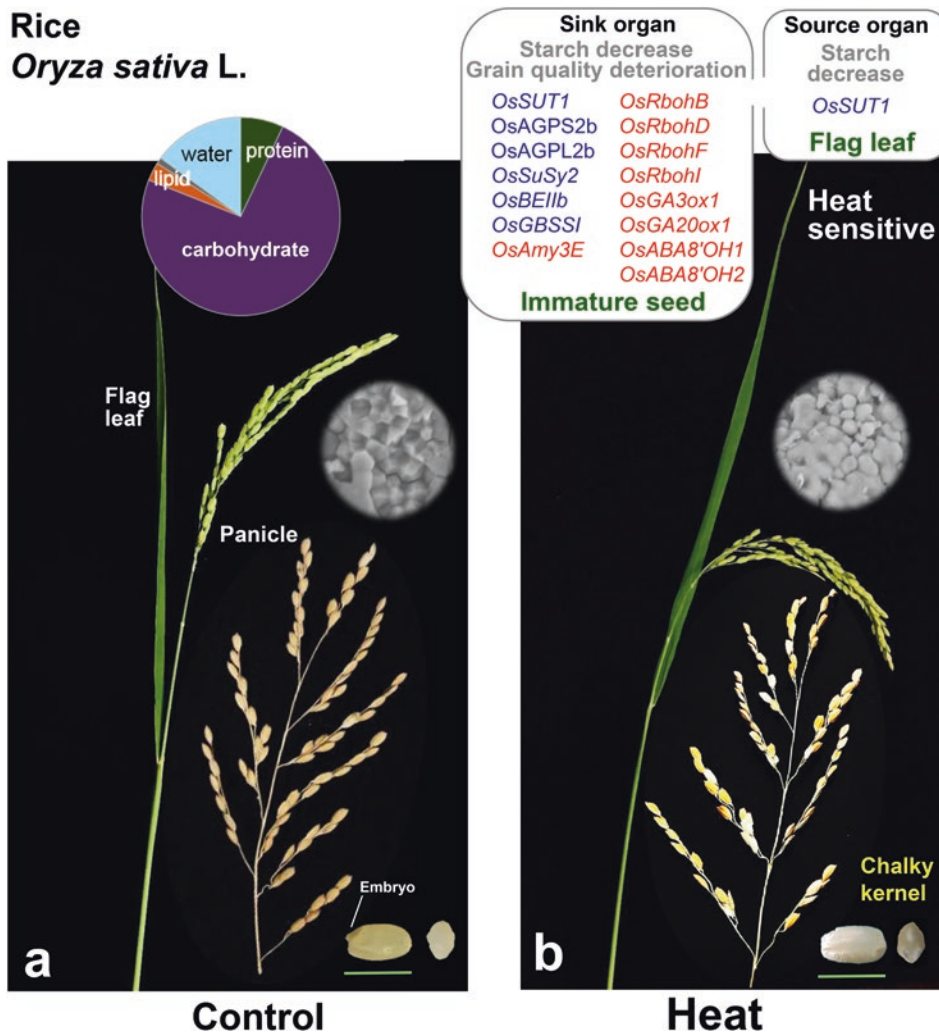 Rice
Oryza sativa L.
water
protein
lipid
carbohydrate
Flag
leaf
Panicle
Embryo
a
Control
Sink organ
Starch decrease
Grain quality deterioration
OsSUT1 OsRbohB
OsAGPS2b OsRbohD
OsAGPL2b OsRbohF
OsSuSy2 OsRbohI
OsBEIIb OsGA3ox1
OsGBSSI OsGA20ox1
OsAmy3E OsABA8'OH1
OsABA8'OH2
Immature seed
Source organ
Starch
decrease
OsSUT1
Flag leaf
Heat
sensitive
Chalky
kernel
b
Heat